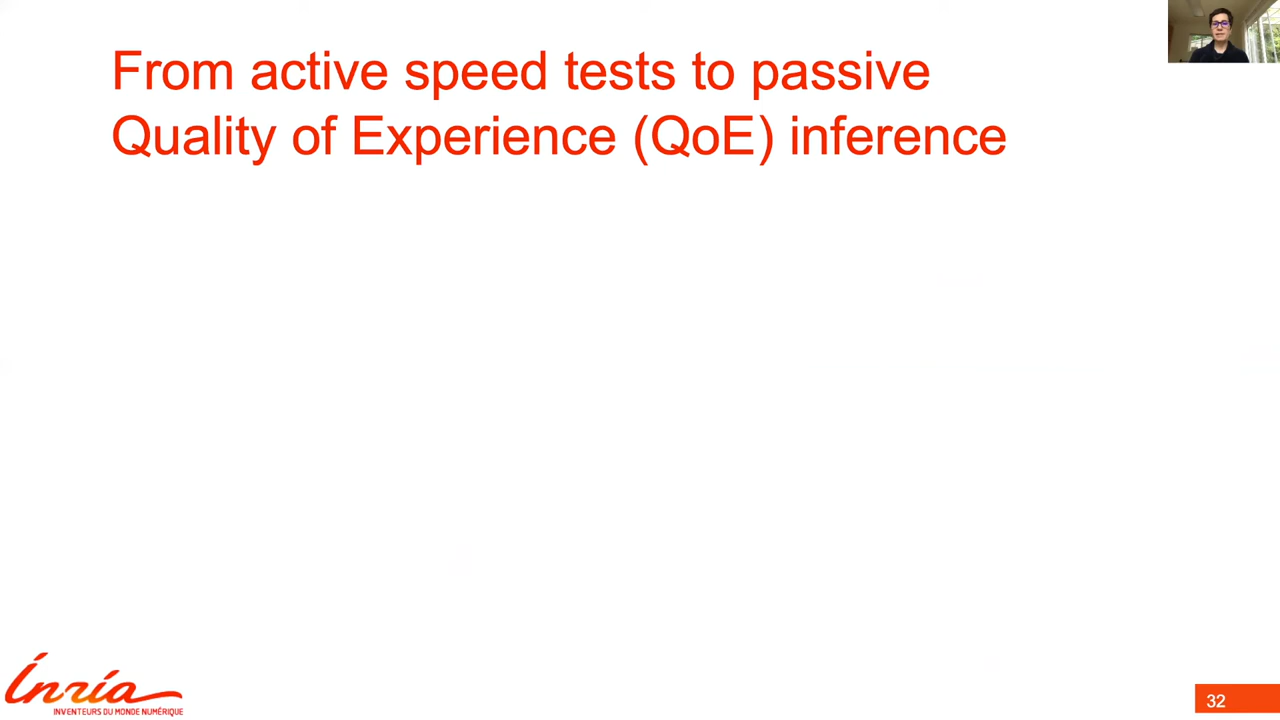 From active speed tests to passive
Quality of Experience (QoE) inference
Inria
INVENTEURS DU MONDE NUMÉRIQUE
32